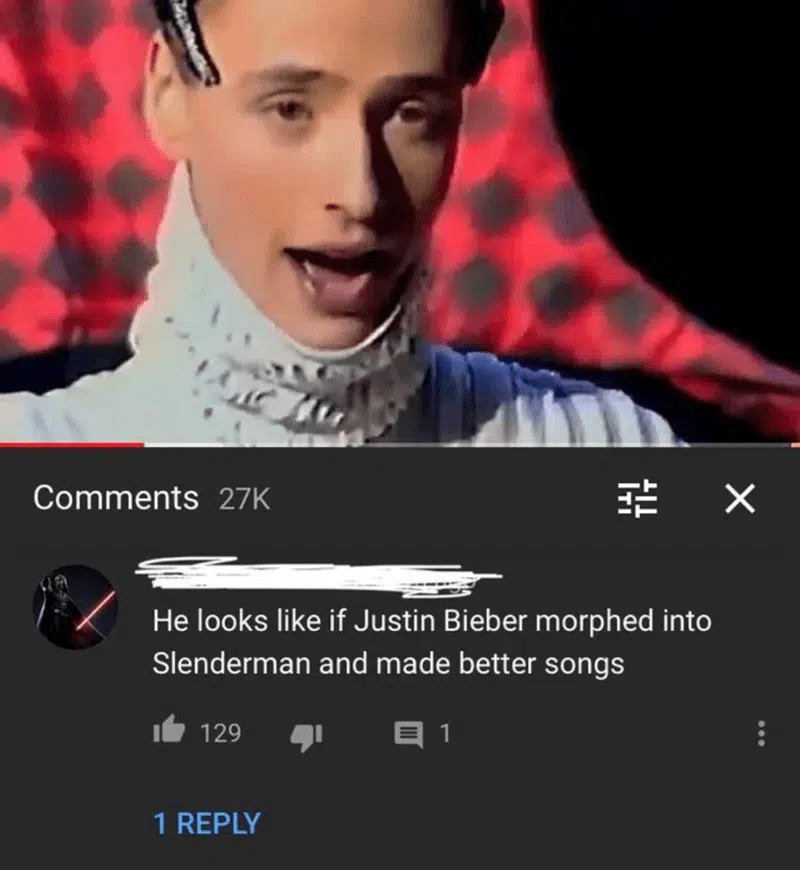 Comments 27K
He looks like if Justin Bieber morphed into
Slenderman and made better songs
129 1
1 REPLY